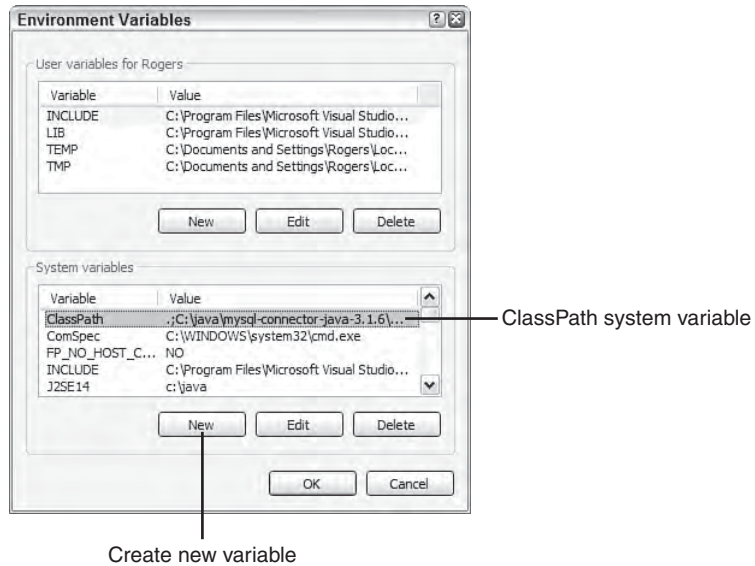 Environment Variables
User variables for Rogers
Variable Value
INCLUDE C:\Program Files\Microsoft Visual Studio...
LIB C:\Program Files\Microsoft Visual Studio...
TEMP C:\Documents and Settings\Rogers\Loc...
TMP C:\Documents and Settings\Rogers\Loc...
New Edit Delete
System variables
Variable Value
ClassPath .;C:\java\mysql-connector-java-3.1.6\...
ClassPath system variable
ComSpec C:\WINDOWS\system32\cmd.exe
FP_NO_HOST_C... NO
INCLUDE C:\Program Files\Microsoft Visual Studio...
J2SE14 c:\java
New Edit Delete
OK Cancel
Create new variable